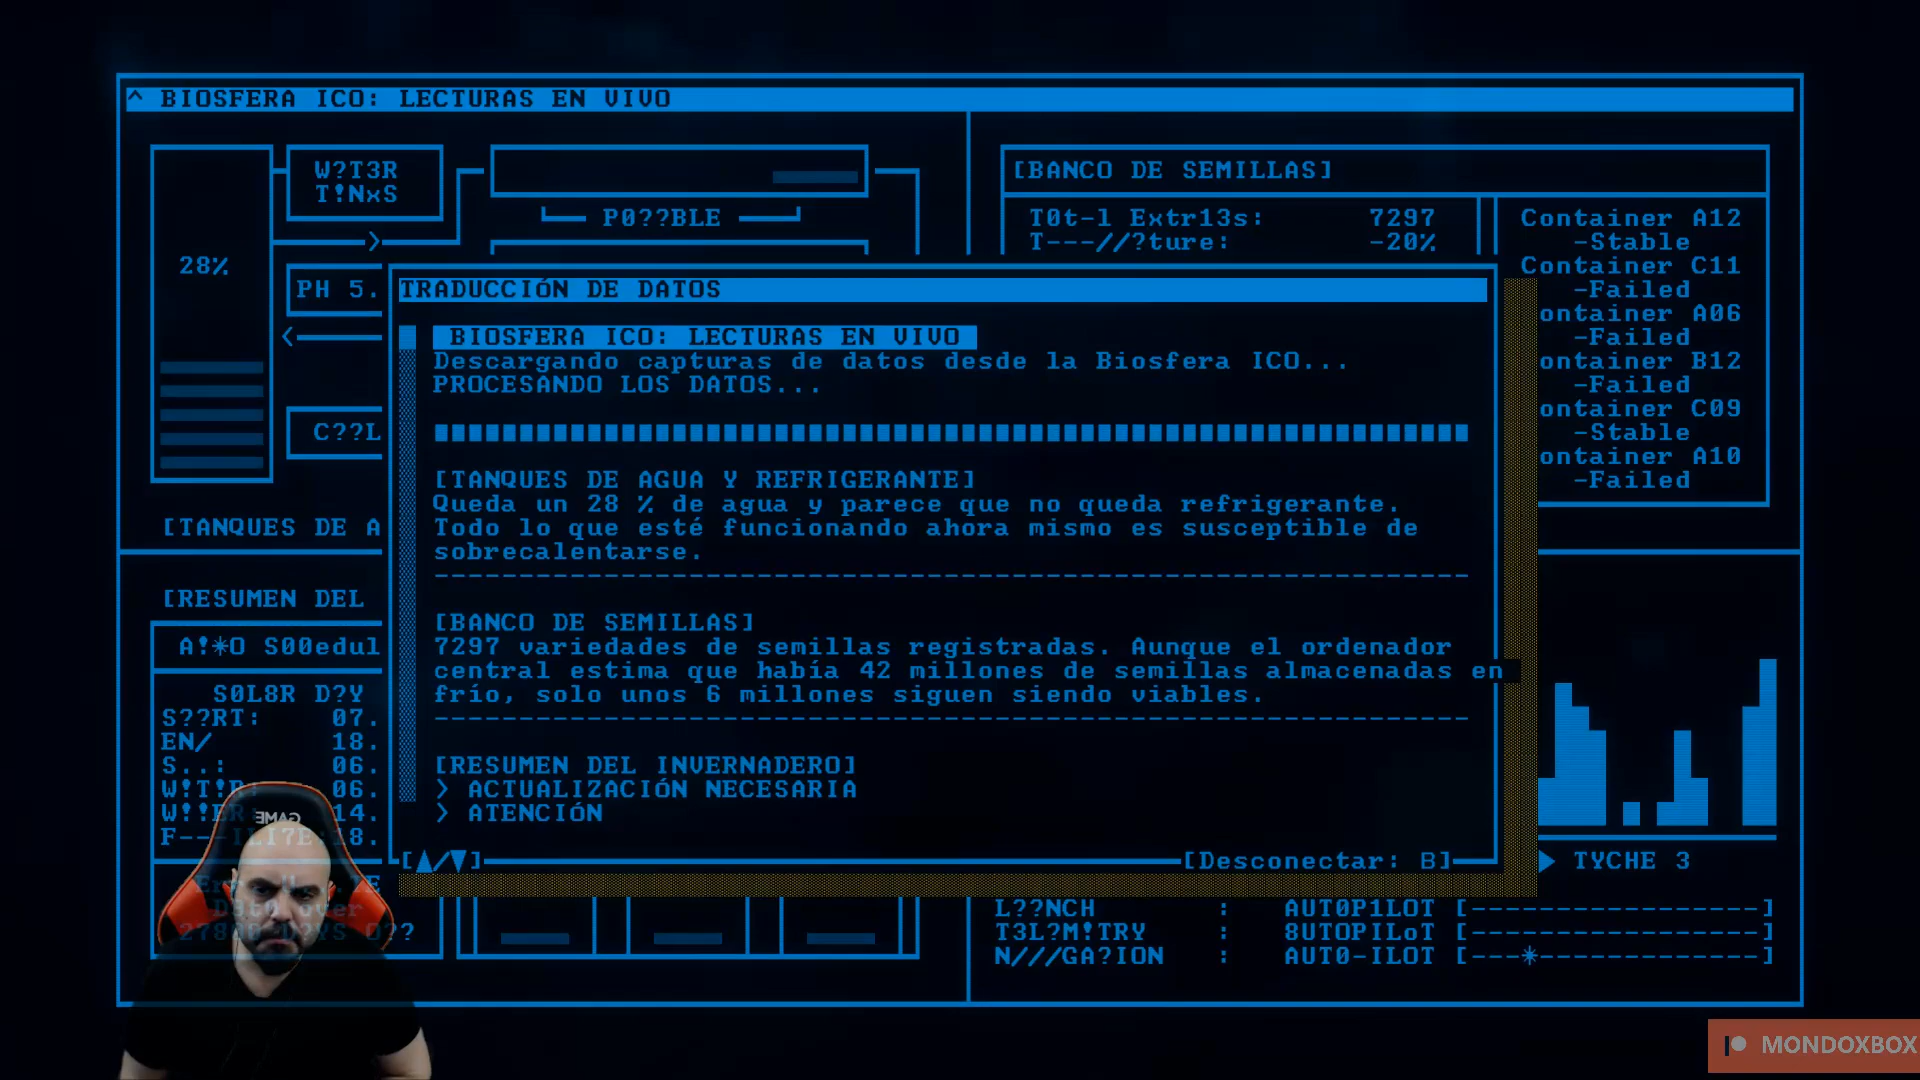 ^ BIOSFERA ICO: LECTURAS EN VIVO
W?T3R
T!NxS
28%
P0??BLE
PH 5.
C??L
[TANQUES DE A
[BANCO DE SEMILLAS]
T0t-l Extr13s: 7297
T---//?ture: -20%
Container A12
-Stable
Container C11
-Failed
ontainer A06
-Failed
ontainer B12
-Failed
ontainer C09
-Stable
ontainer A10
-Failed
TRADUCCIÓN DE DATOS
BIOSFERA ICO: LECTURAS EN VIVO
Descargando capturas de datos desde la Biosfera ICO...
PROCESANDO LOS DATOS...
[TANQUES DE AGUA Y REFRIGERANTE]
Queda un 28 % de agua y parece que no queda refrigerante.
Todo lo que esté funcionando ahora mismo es susceptible de
sobrecalentarse.
[BANCO DE SEMILLAS]
7297 variedades de semillas registradas. Aunque el ordenador
central estima que había 42 millones de semillas almacenadas en
frío, solo unos 6 millones siguen siendo viables.
[RESUMEN DEL INVERNADERO]
> ACTUALIZACIÓN NECESARIA
> ATENCIÓN
[▲/▼]
[Desconectar: B]
[RESUMEN DEL
A!*O S00edul
S0L8R D?Y
S??RT: 07.
EN/ 18.
S..: 06.
W!T!R: 06.
W!!ER: 14.
18.
GAME
TYCHE 3
L??NCH : AUT0P1LOT [-----------------]
T3L?M!TRY : 8UTOPILoT [-----------------]
N///GA?ION : AUT0-ILOT [---*-------------]
MONDOXBOX